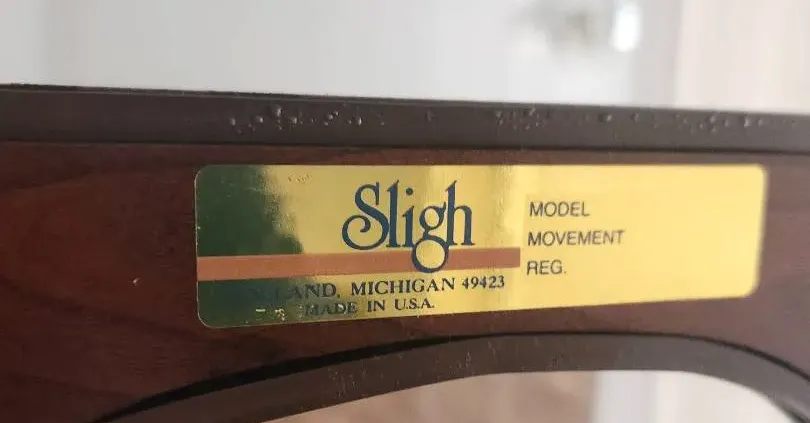 Sligh
MICHIGAN 49423
MADE IN U.S.A.
MODEL
MOVEMENT
REG.